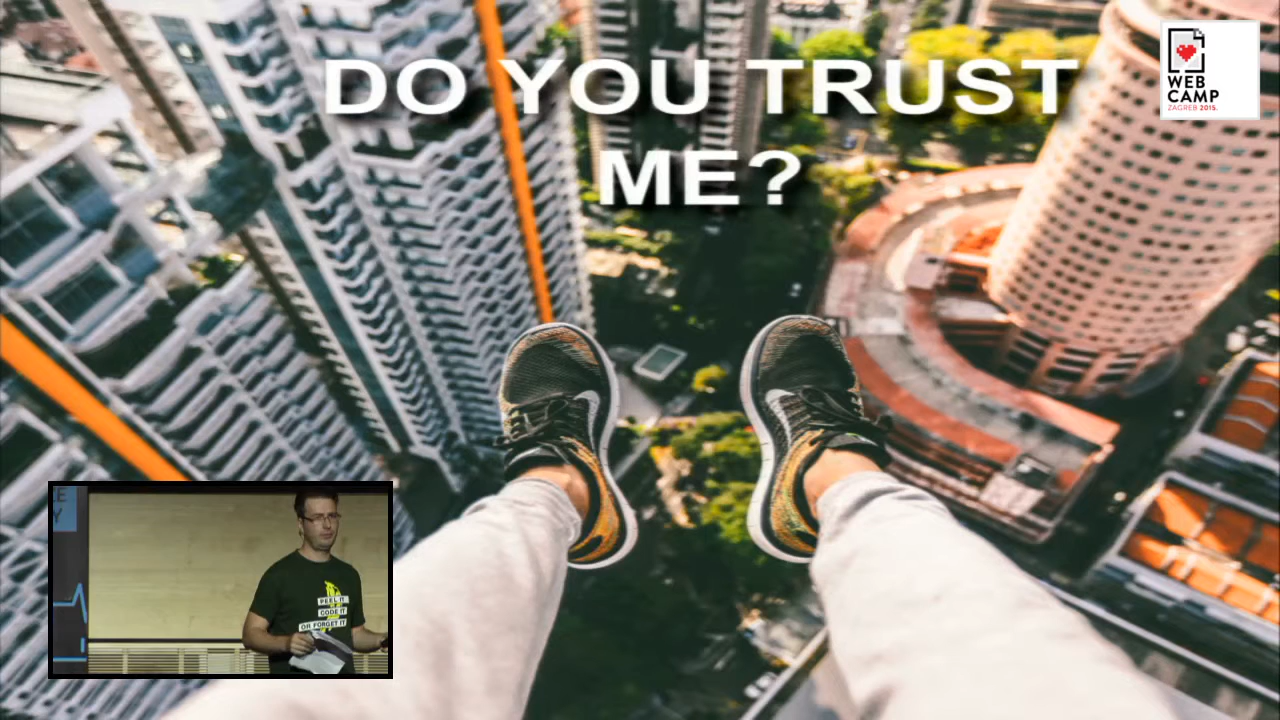 DO YOU TRUST
ME?
WEB
CAMP
ZAGREB 2015.
E
Y
FEEL IT
CODE IT
OR FORGET IT